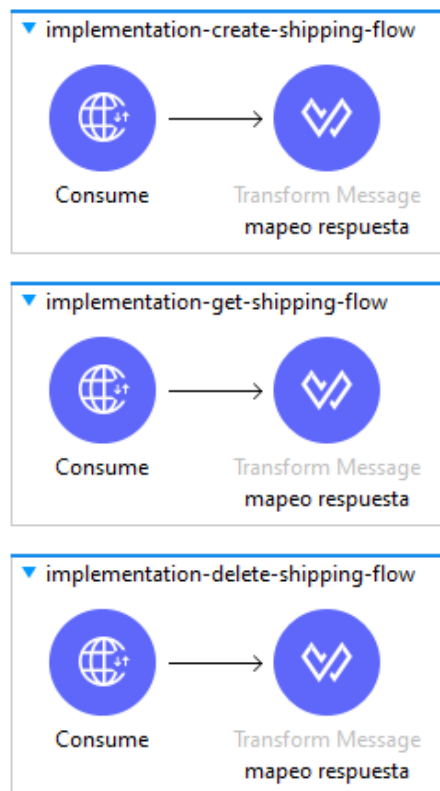 implementation-create-shipping-flow
Consume
Transform Message
mapeo respuesta
implementation-get-shipping-flow
Consume
Transform Message
mapeo respuesta
implementation-delete-shipping-flow
Consume
Transform Message
mapeo respuesta